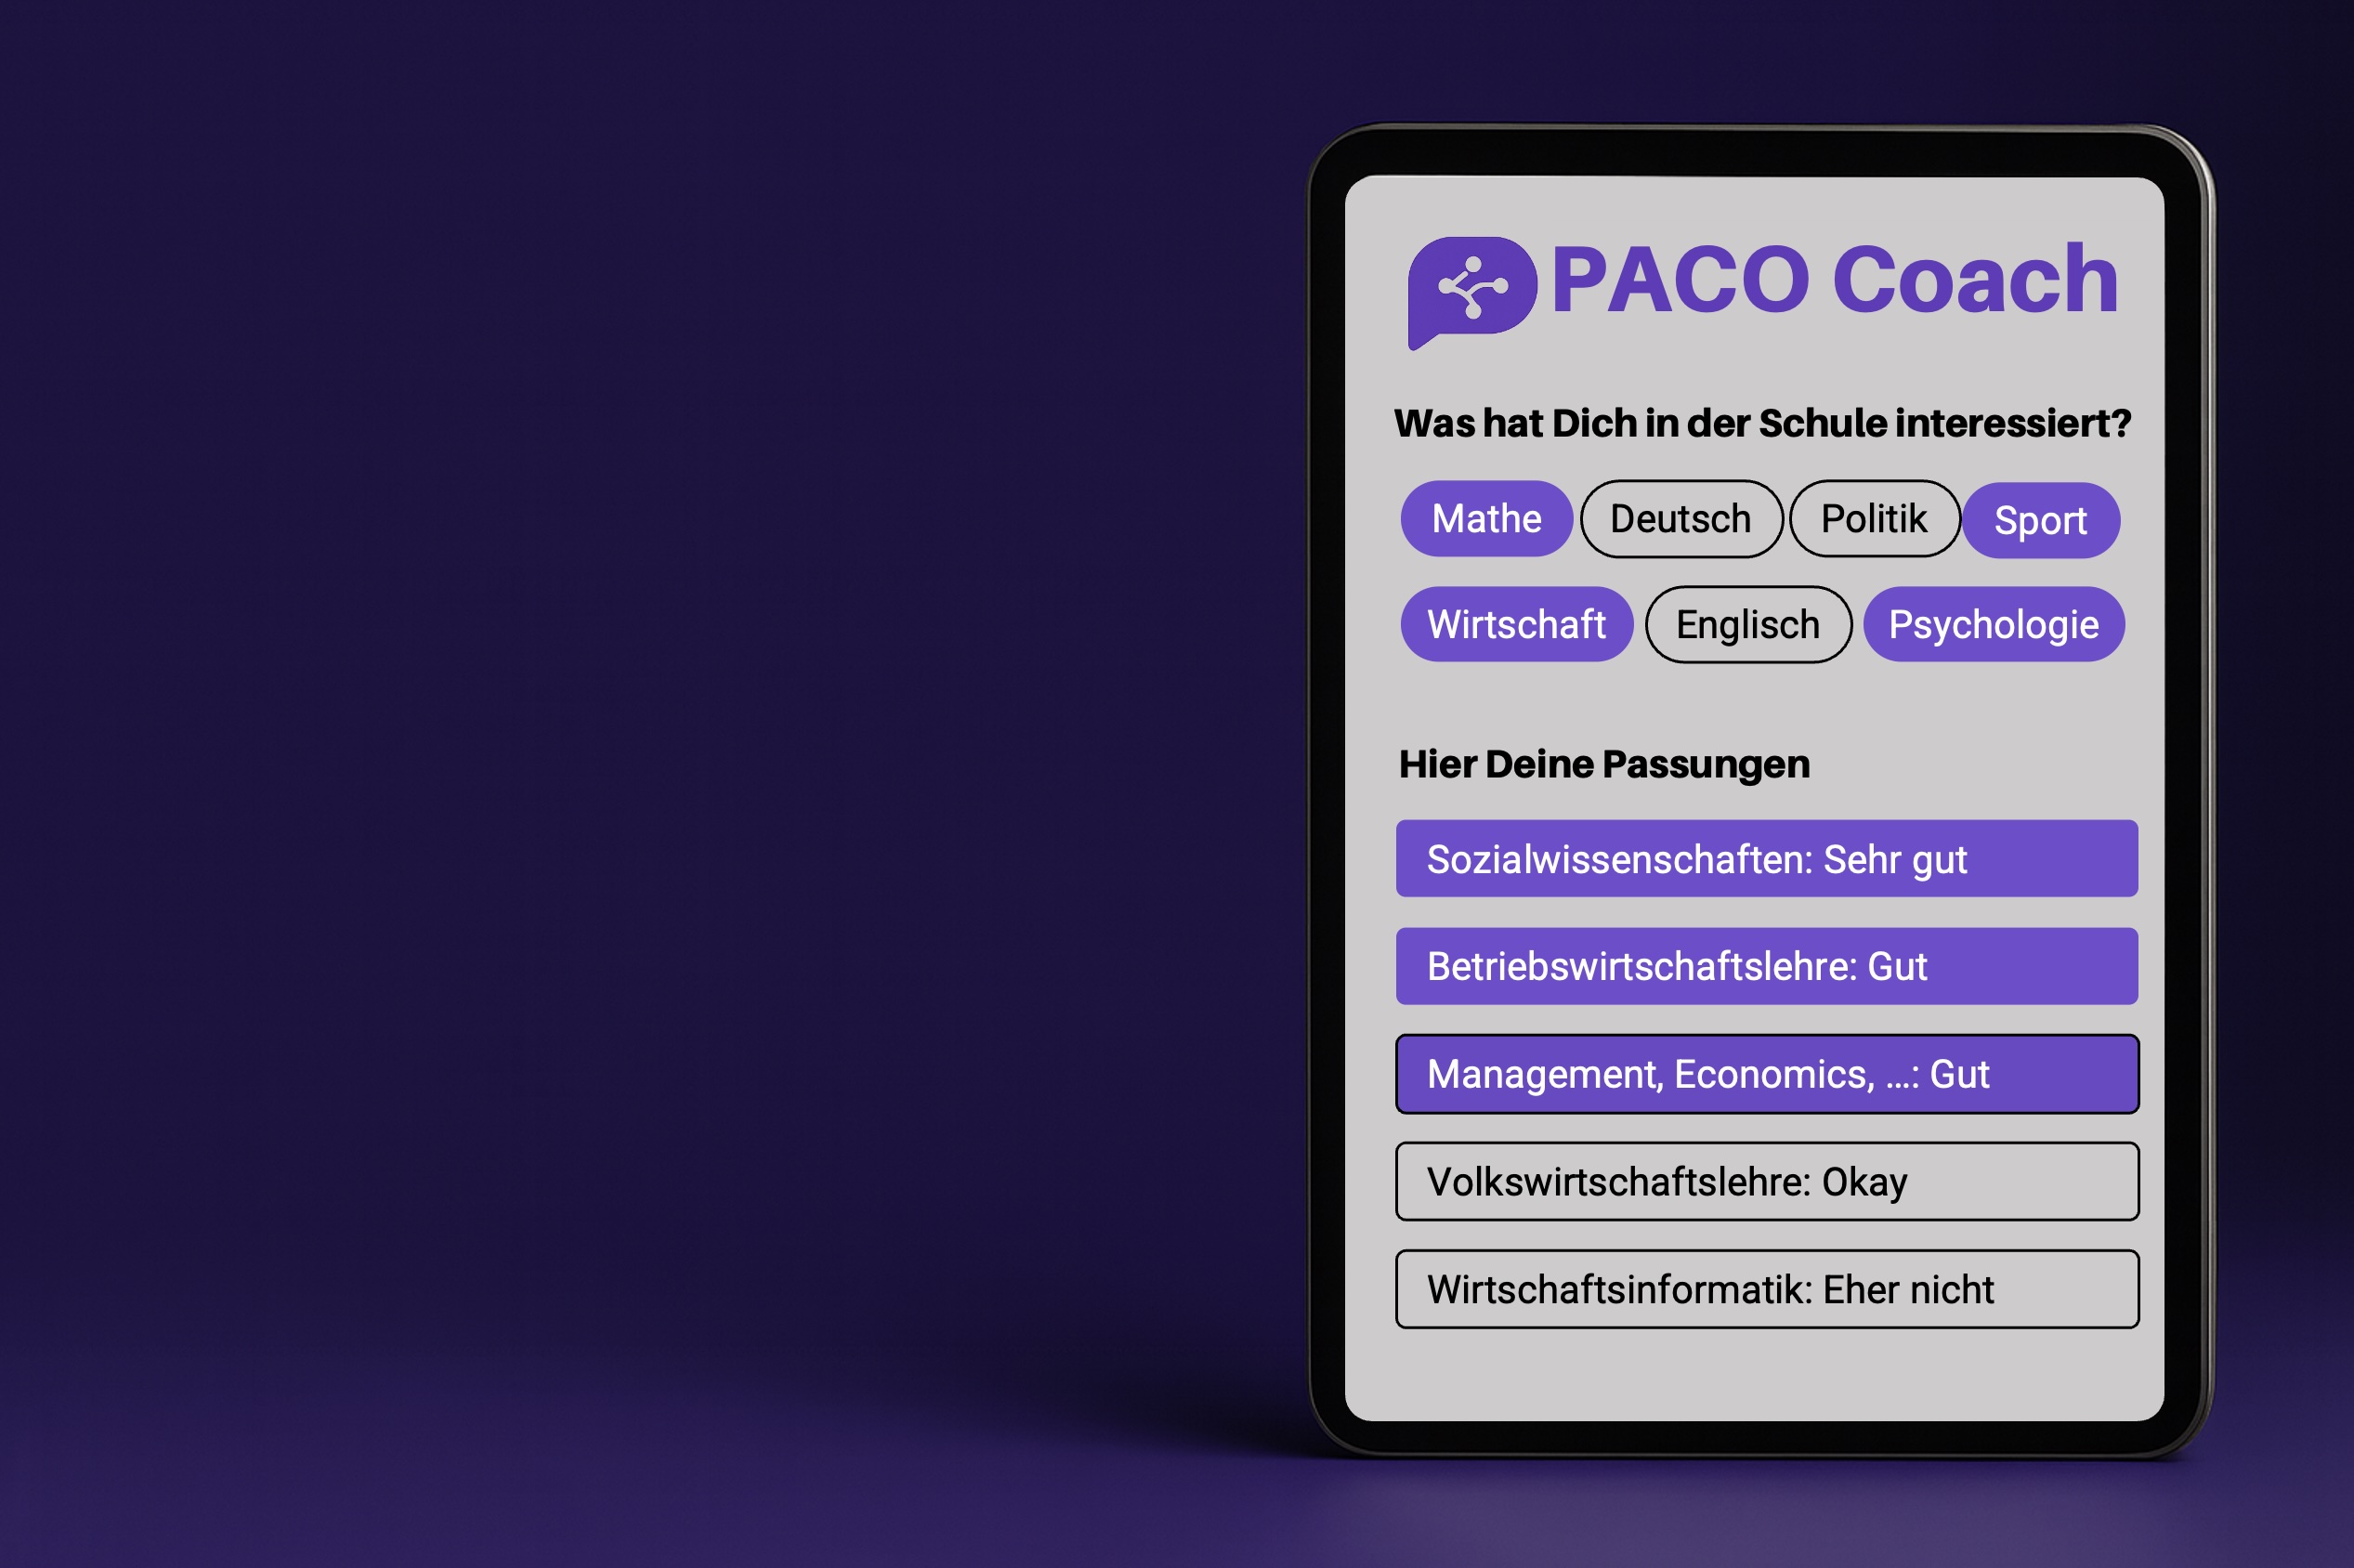 PACO Coach
Was hat Dich in der Schule interessiert?
Mathe Deutsch Politik Sport
Wirtschaft Englisch Psychologie
Hier Deine Passungen
Sozialwissenschaften: Sehr gut
Betriebswirtschaftslehre: Gut
Management, Economics, ...: Gut
Volkswirtschaftslehre: Okay
Wirtschaftsinformatik: Eher nicht